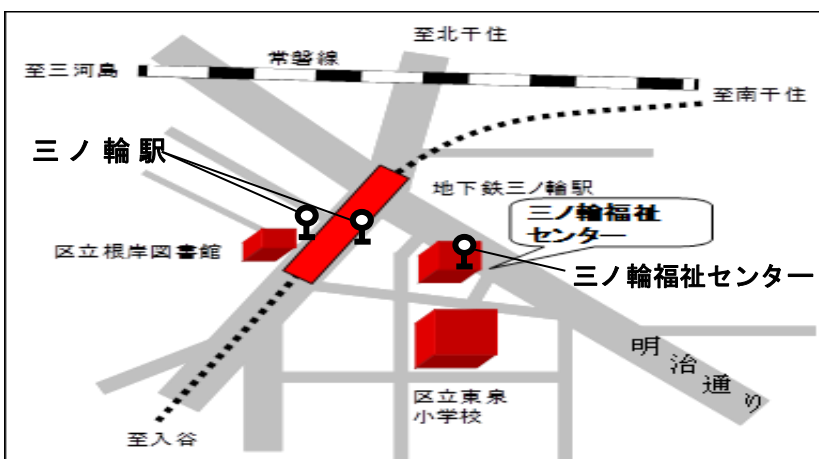 至北千住
常磐線
至三河島
至南千住
三ノ輪駅
地下鉄三ノ輪駅
三ノ輪福祉
センター
区立根岸図書館
三ノ輪福祉センター
明治通り
区立東泉
小学校
至入谷